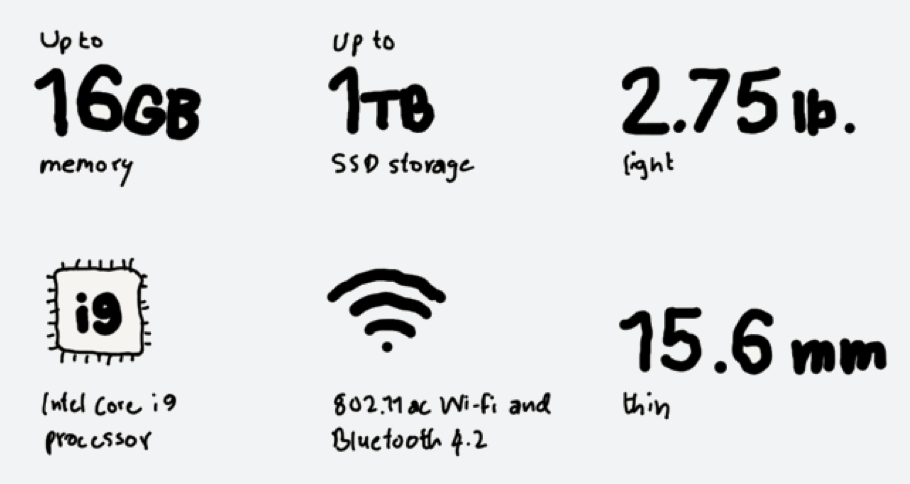 Up to
16GB
memory
Up to
1TB
SSD storage
2.75 lb.
light
i9
Intel Core i9
processor
802.11ac Wi-Fi and
Bluetooth 4.2
15.6 mm
thin